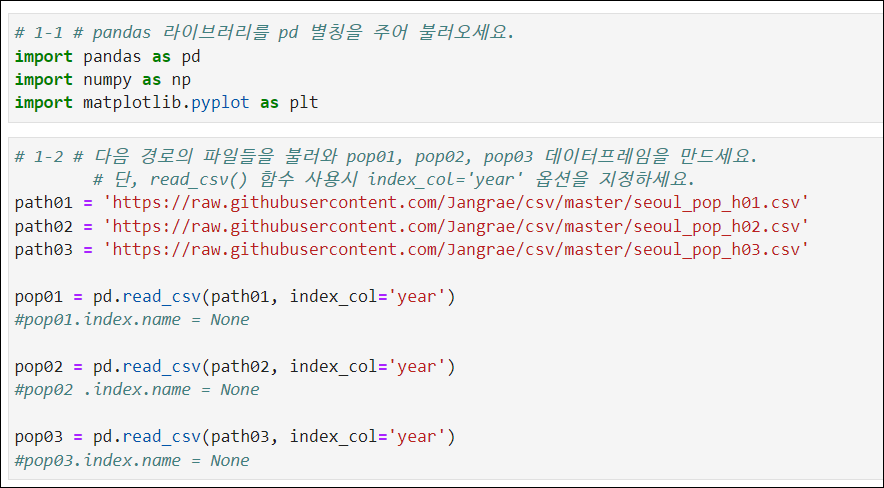 # 1-1 # pandas 라이브러리를 pd 별칭을 주어 불러오세요.
import pandas as pd
import numpy as np
import matplotlib.pyplot as plt
# 1-2 # 다음 경로의 파일들을 불러와 pop01, pop02, pop03 데이터프레임을 만드세요.
# 단, read_csv() 함수 사용시 index_col='year' 옵션을 지정하세요.
path01 = 'https://raw.githubusercontent.com/Jangrae/csv/master/seoul_pop_h01.csv'
path02 = 'https://raw.githubusercontent.com/Jangrae/csv/master/seoul_pop_h02.csv'
path03 = 'https://raw.githubusercontent.com/Jangrae/csv/master/seoul_pop_h03.csv'
pop01 = pd.read_csv(path01, index_col='year')
#pop01.index.name = None
pop02 = pd.read_csv(path02, index_col='year')
#pop02 .index.name = None
pop03 = pd.read_csv(path03, index_col='year')
#pop03.index.name = None